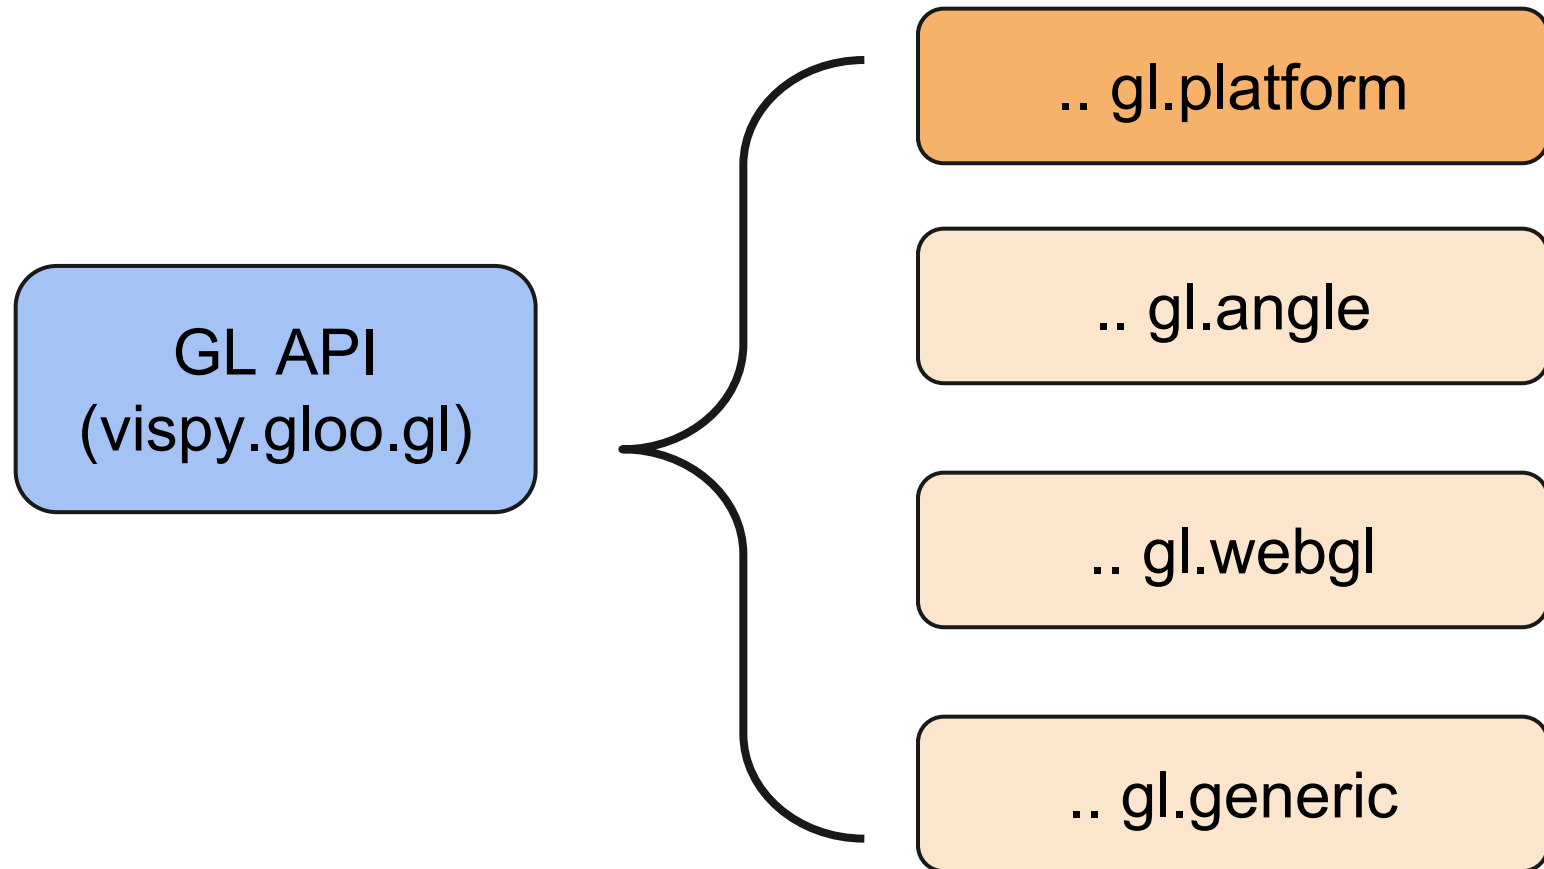 GL API
(vispy.gloo.gl)
.. gl.platform
.. gl.angle
.. gl.webgl
.. gl.generic